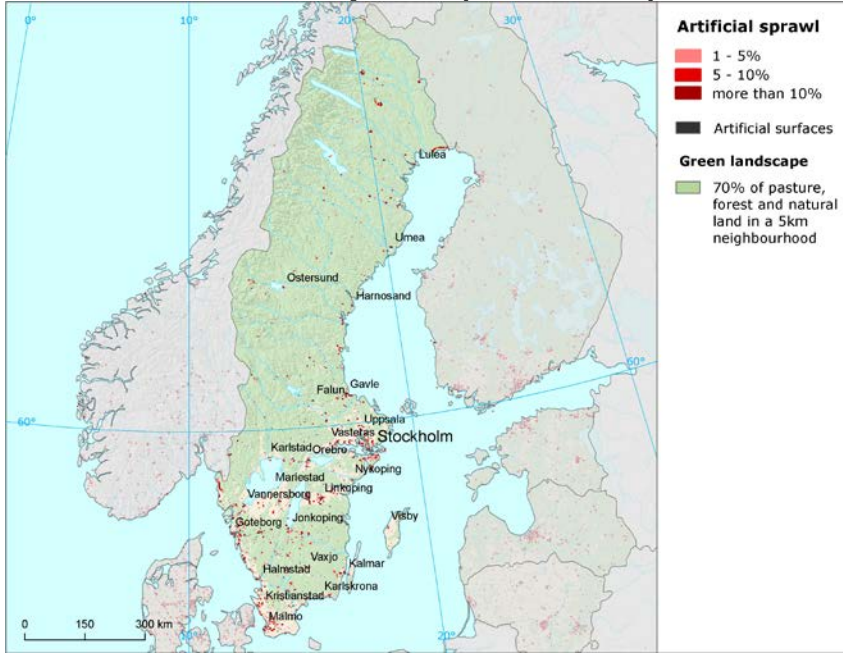 20°
30°
Lulea
Umea
Ostersund
Harnosand
60°
Falun
Gavle
60°
Uppsala
Vasteras
Stockholm
Karlstad
Orebro
Nykoping
Mariestad
Linkoping
Vannersborg
Visby
Goteborg
Jonkoping
Vaxjo
Kalmar
Halmstad
Karlskrona
Kristianstad
Malmo
0 150 300 km
10°
20°
Artificial sprawl
1 - 5%
5 - 10%
more than 10%
Artificial surfaces
Green landscape
70% of pasture,
forest and natural
land in a 5km
neighbourhood